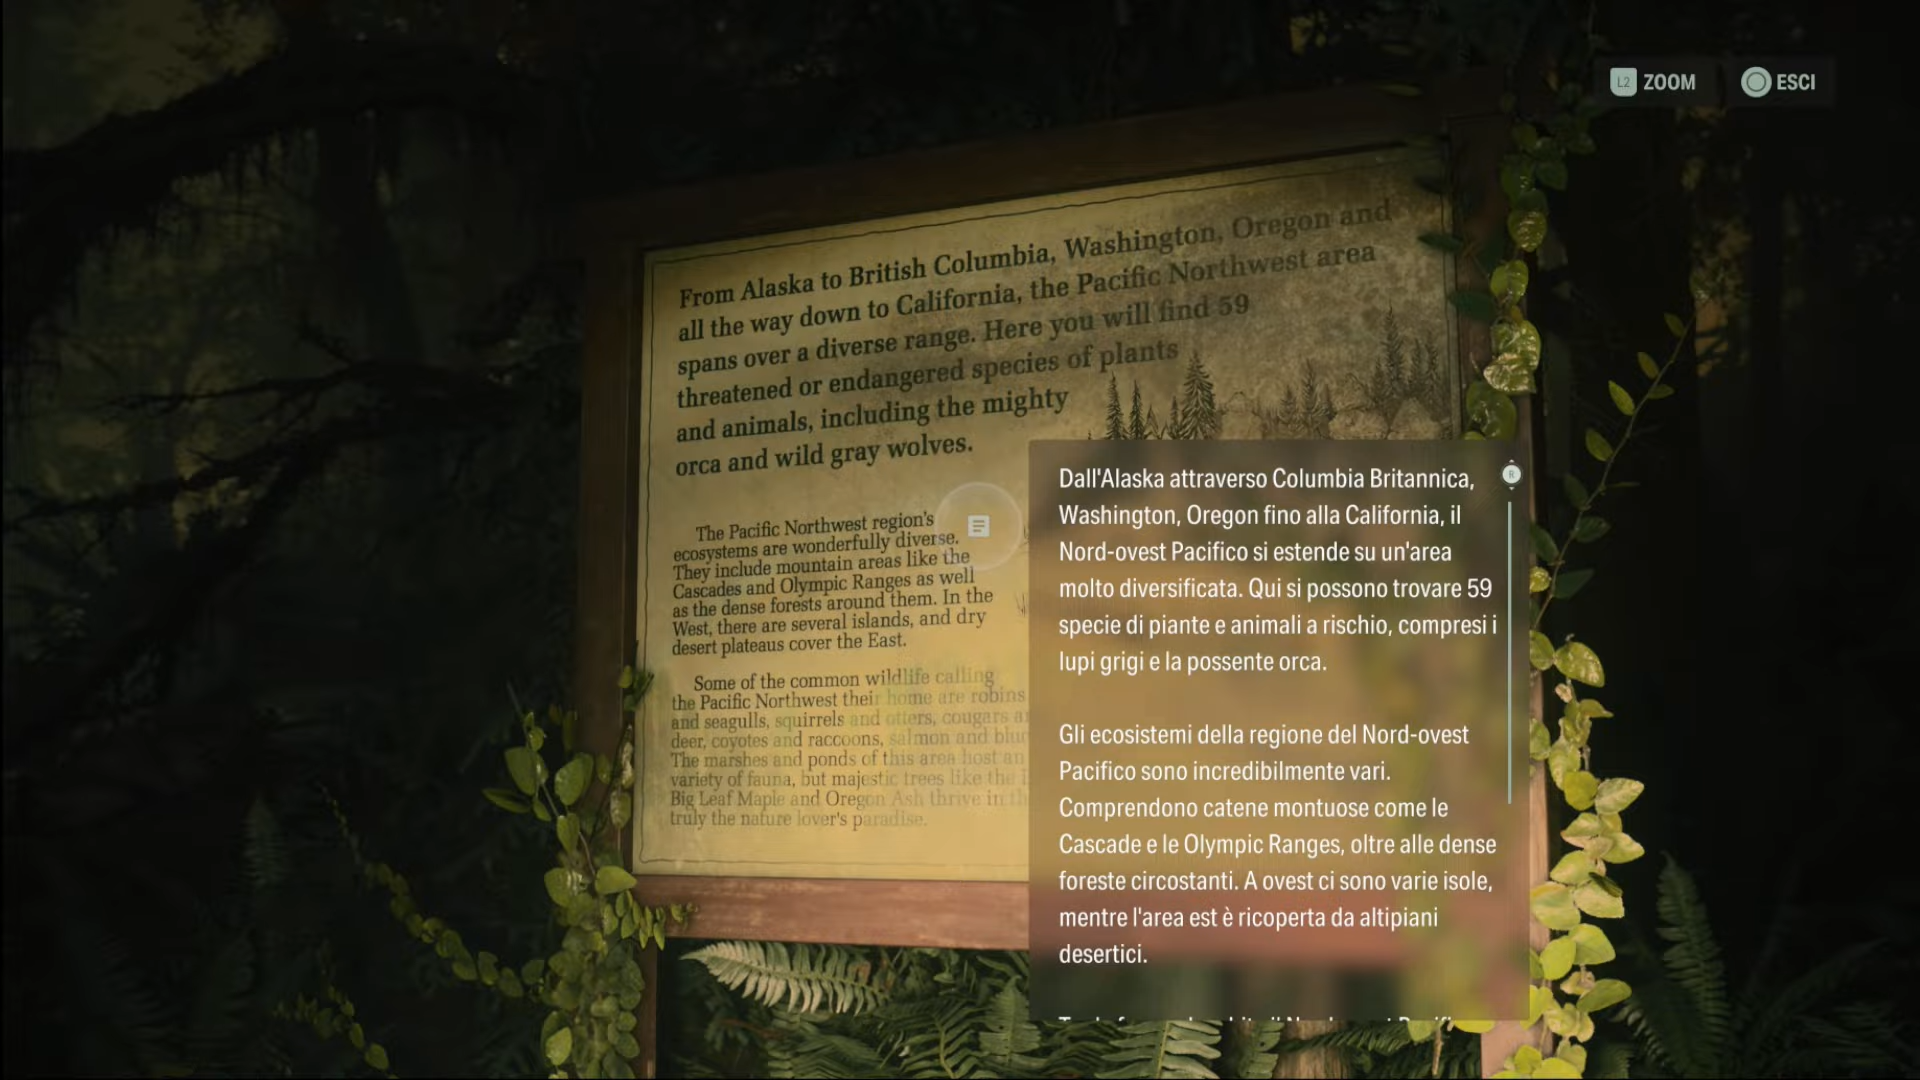 L2 ZOOM
ESCI
From Alaska to British Columbia, Washington, Oregon and
all the way down to California, the Pacific Northwest area
spans over a diverse range. Here you will find 59
threatened or endangered species of plants
and animals, including the mighty
orca and wild gray wolves.
The Pacific Northwest region's
ecosystems are wonderfully diverse.
They include mountain areas like the
Cascades and Olympic Ranges as well
as the dense forests around them. In the
West, there are several islands, and dry
desert plateaus cover the East.
Some of the common wildlife calling
the Pacific Northwest their home are robins
and seagulls, squirrels and otters, cougars
deer, coyotes and raccoons, salmon and
The marshes and ponds of this area host
variety of fauna, but majestic trees like the
Big Leaf Maple and Oregon Ash thrive in
truly the nature lover's paradise.
R
Dall'Alaska attraverso Columbia Britannica,
Washington, Oregon fino alla California, il
Nord-ovest Pacifico si estende su un'area
molto diversificata. Qui si possono trovare 59
specie di piante e animali a rischio, compresi i
lupi grigi e la possente orca.
Gli ecosistemi della regione del Nord-ovest
Pacifico sono incredibilmente vari.
Comprendono catene montuose come le
Cascade e le Olympic Ranges, oltre alle dense
foreste circostanti. A ovest ci sono varie isole,
mentre l'area est è ricoperta da altipiani
desertici.